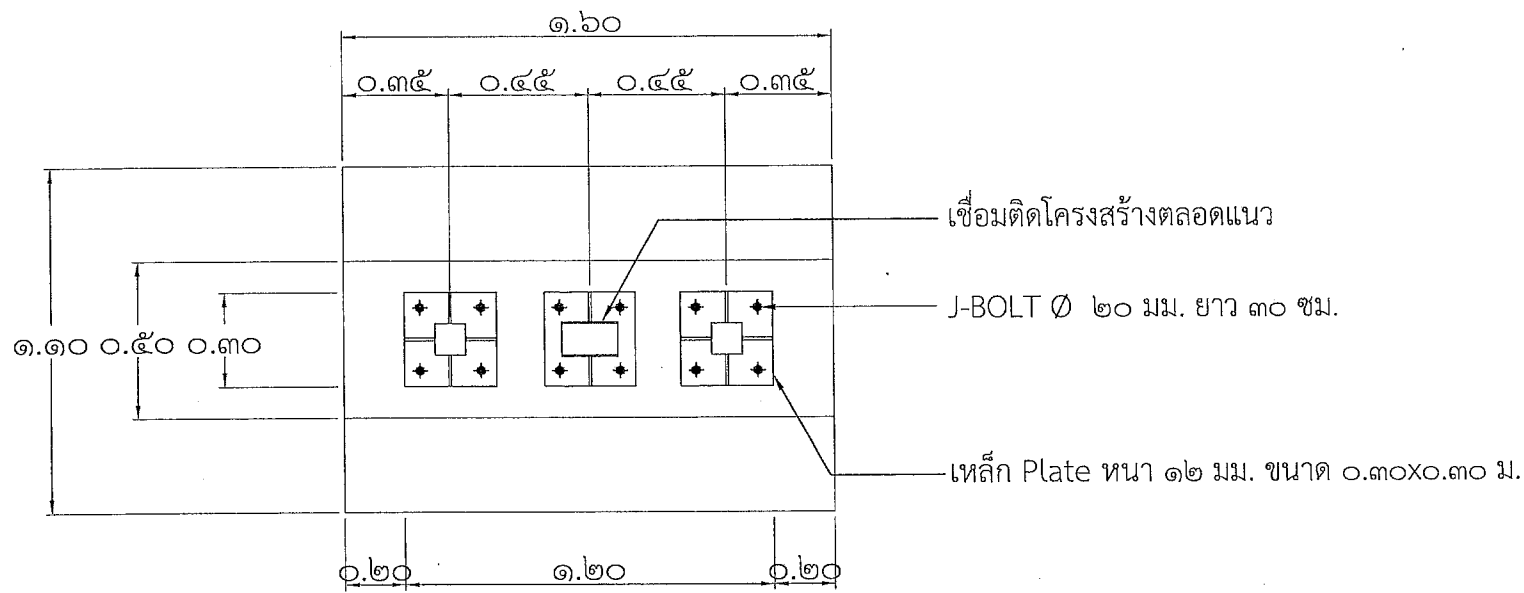 ๑.๖๐
๐.๓๕ ๐.๔๕ ๐.๔๕ ๐.๓๕
เชื่อมติดโครงสร้างตลอดแนว
J-BOLT Ø ๒๐ มม. ยาว ๓๐ ซม.
๑.๑๐ ๐.๕๐ ๐.๓๐
เหล็ก Plate หนา ๑๒ มม. ขนาด ๐.๓๐x๐.๓๐ ม.
๐.๒๐ ๑.๒๐ ๐.๒๐